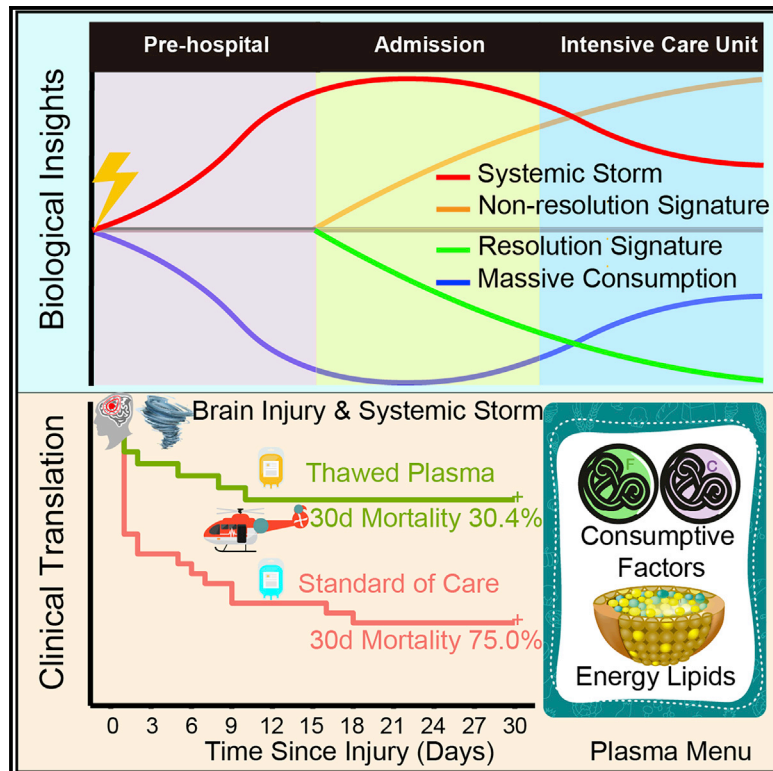 Pre-hospital
Admission
Intensive Care Unit
Biological Insights
Systemic Storm
Non-resolution Signature
Resolution Signature
Massive Consumption
Clinical Translation
Brain Injury & Systemic Storm
Thawed Plasma
30d Mortality 30.4%
Standard of Care
30d Mortality 75.0%
0 3 6 9 12 15 18 21 24 27 30
Time Since Injury (Days)
F
C
Consumptive
Factors
Energy Lipids
Plasma Menu